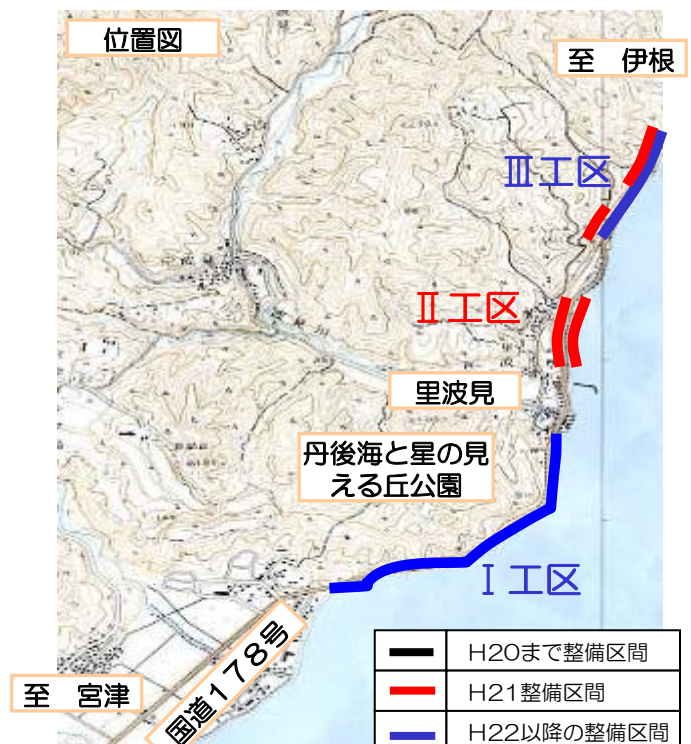 位置図
至　伊根
Ⅲ工区
Ⅱ工区
里波見
丹後海と星の見
える丘公園
Ⅰ工区
国道178号
至　宮津
H20まで整備区間
H21整備区間
H22以降の整備区間